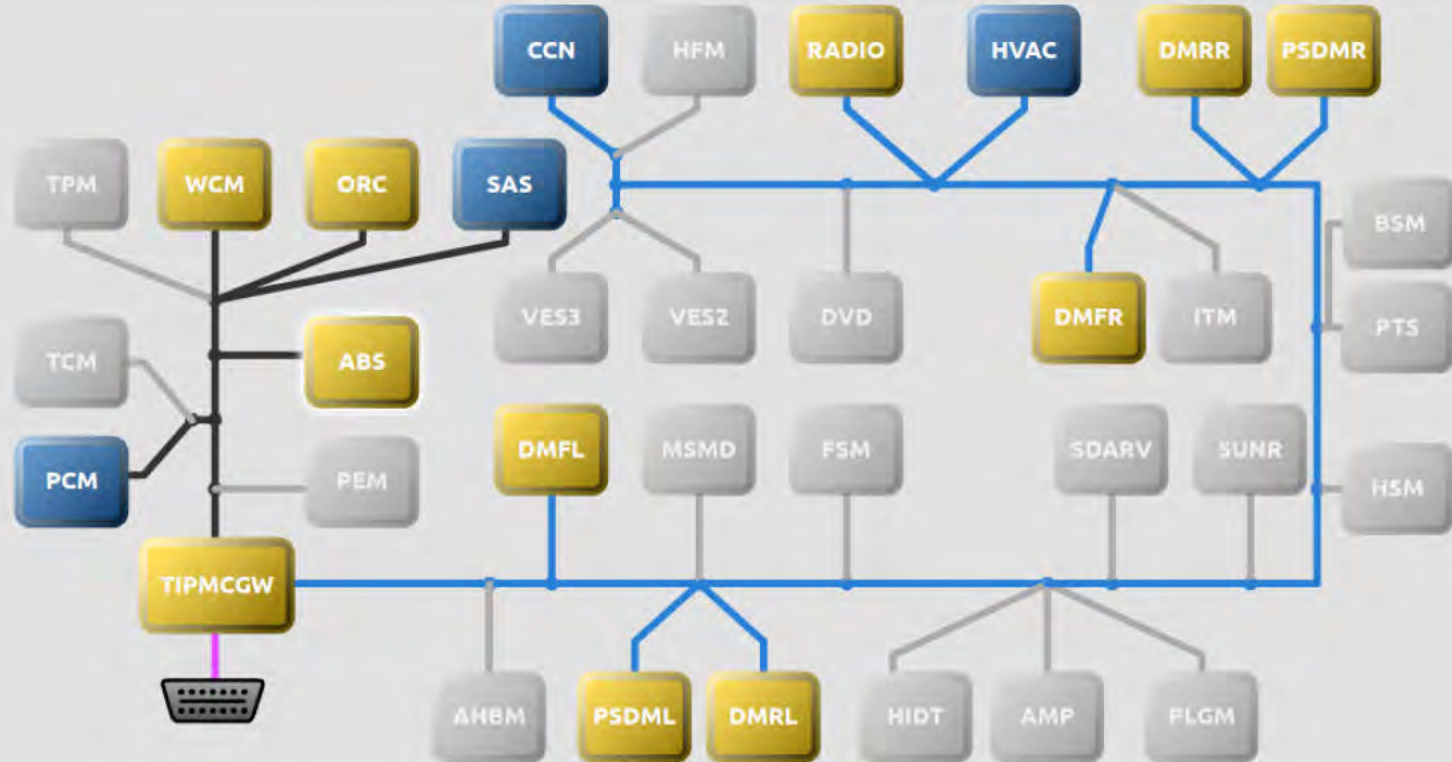 CCN
HFM
RADIO
HVAC
DMRR
PSDMR
TPM
WCM
ORC
SAS
BSM
VES3
VES2
DVD
DMFR
ITM
PTS
TCM
ABS
DMFL
MSMD
FSM
SDARV
SUNR
PCM
PEM
HSM
TIPMCGW
AHBM
PSDML
DMRL
HIDT
AMP
PLGM